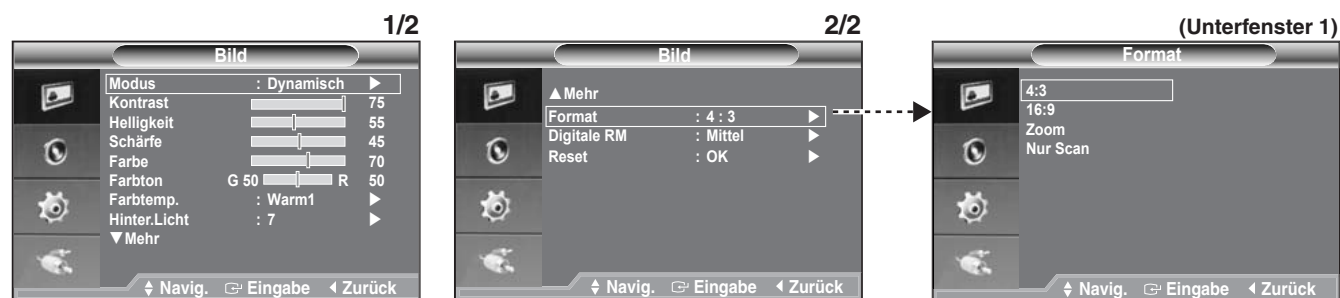 1/2
Bild
Modus : Dynamisch ▶
Kontrast 75
Helligkeit 55
Schärfe 45
Farbe 70
Farbton G 50 R 50
Farbtemp. : Warm1 ▶
Hinter.Licht : 7 ▶
▼Mehr
Navig. Eingabe Zurück
2/2
Bild
▲Mehr
Format : 4 : 3 ▶
Digitale RM : Mittel ▶
Reset : OK ▶
Navig. Eingabe Zurück
(Unterfenster 1)
Format
4:3
16:9
Zoom
Nur Scan
Navig. Eingabe Zurück